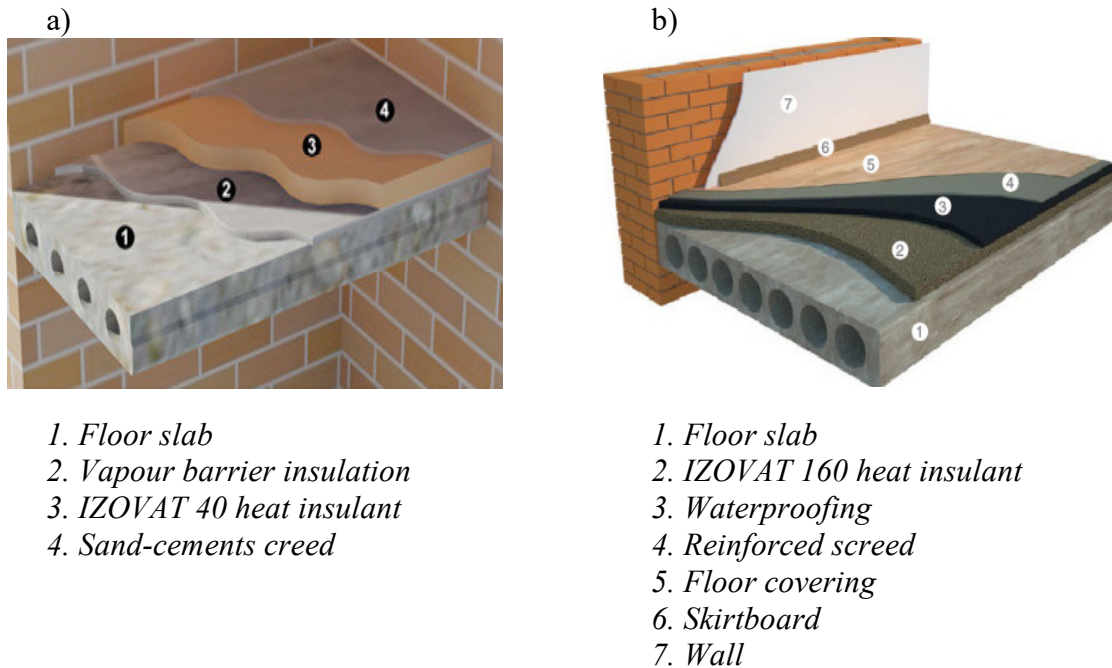 a)
4
3
2
1
1. Floor slab
2. Vapour barrier insulation
3. IZOVAT 40 heat insulant
4. Sand-cements creed
b)
7
6
5
4
3
2
1
1. Floor slab
2. IZOVAT 160 heat insulant
3. Waterproofing
4. Reinforced screed
5. Floor covering
6. Skirtboard
7. Wall